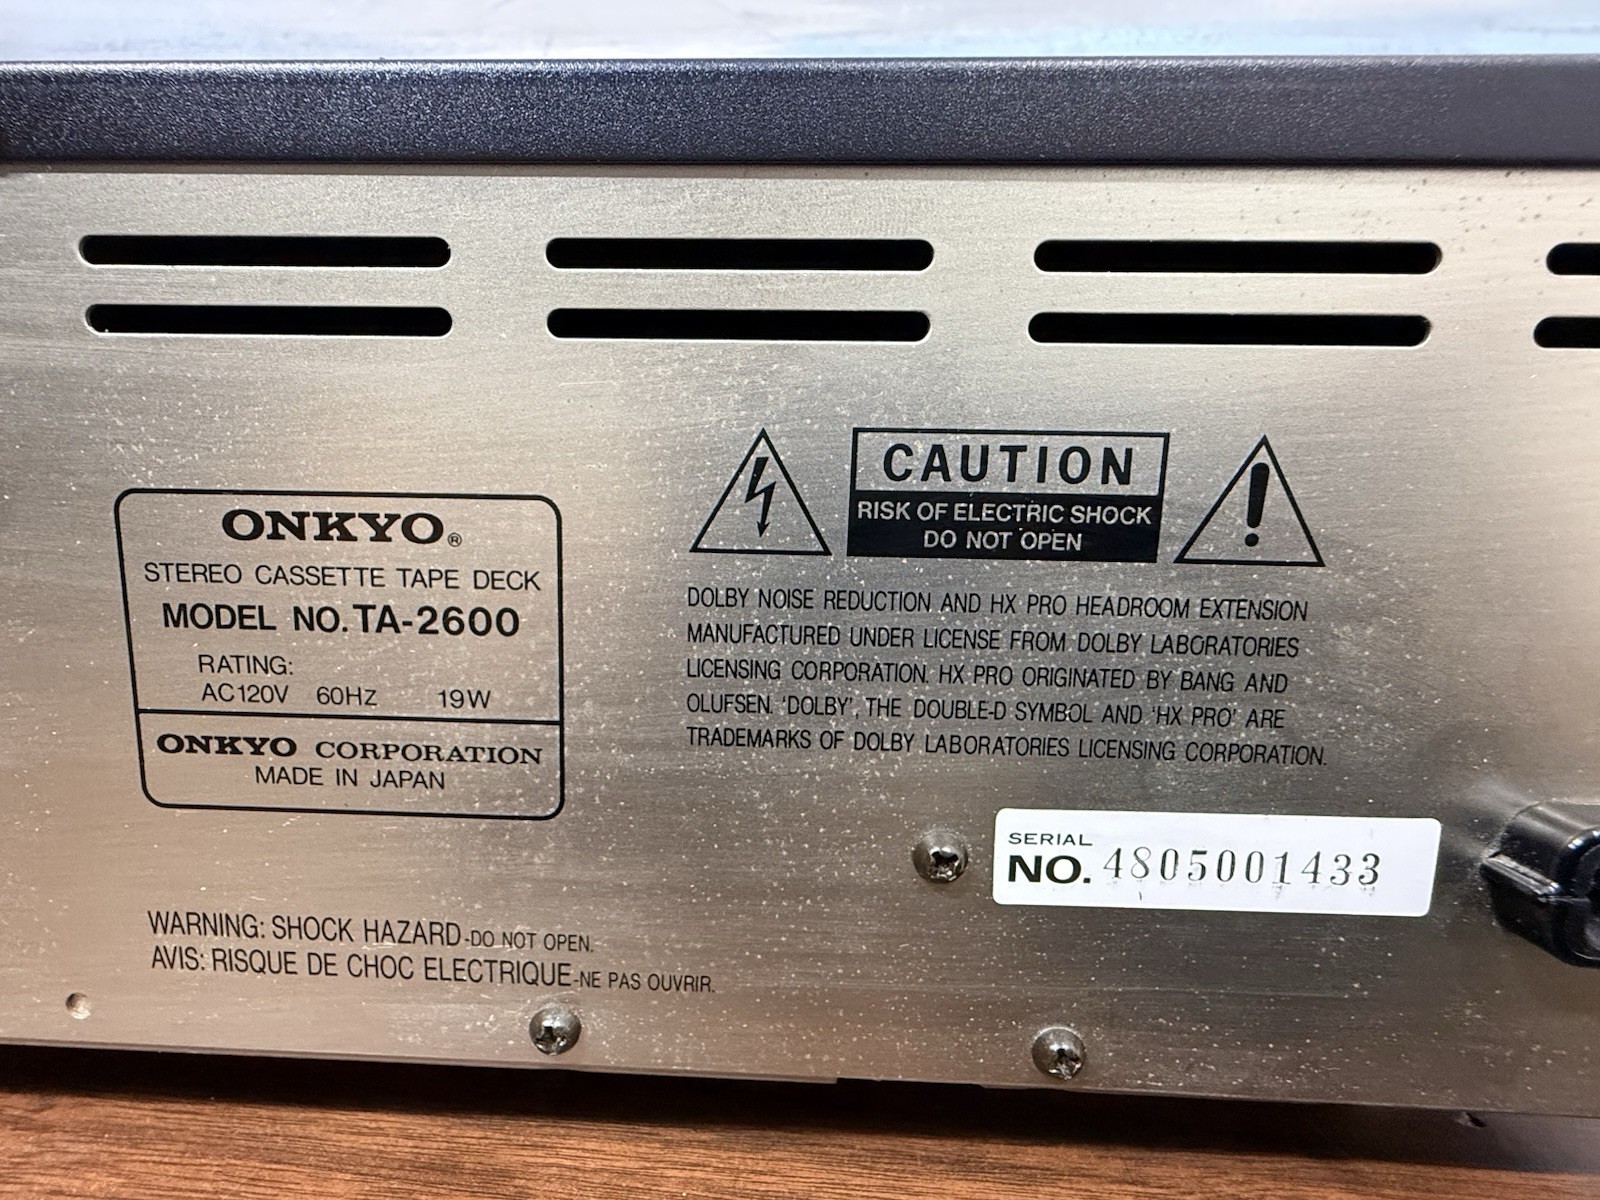 ONKYO®
STEREO CASSETTE TAPE DECK
MODEL NO. TA-2600
RATING:
AC120V 60Hz 19W
ONKYO CORPORATION
MADE IN JAPAN
CAUTION
RISK OF ELECTRIC SHOCK
DO NOT OPEN
DOLBY NOISE REDUCTION AND HX PRO HEADROOM EXTENSION
MANUFACTURED UNDER LICENSE FROM DOLBY LABORATORIES
LICENSING CORPORATION. HX PRO ORIGINATED BY BANG AND
OLUFSEN. 'DOLBY', THE DOUBLE-D SYMBOL AND 'HX PRO' ARE
TRADEMARKS OF DOLBY LABORATORIES LICENSING CORPORATION.
SERIAL
NO. 4805001433
WARNING: SHOCK HAZARD-DO NOT OPEN.
AVIS: RISQUE DE CHOC ELECTRIQUE-NE PAS OUVRIR.